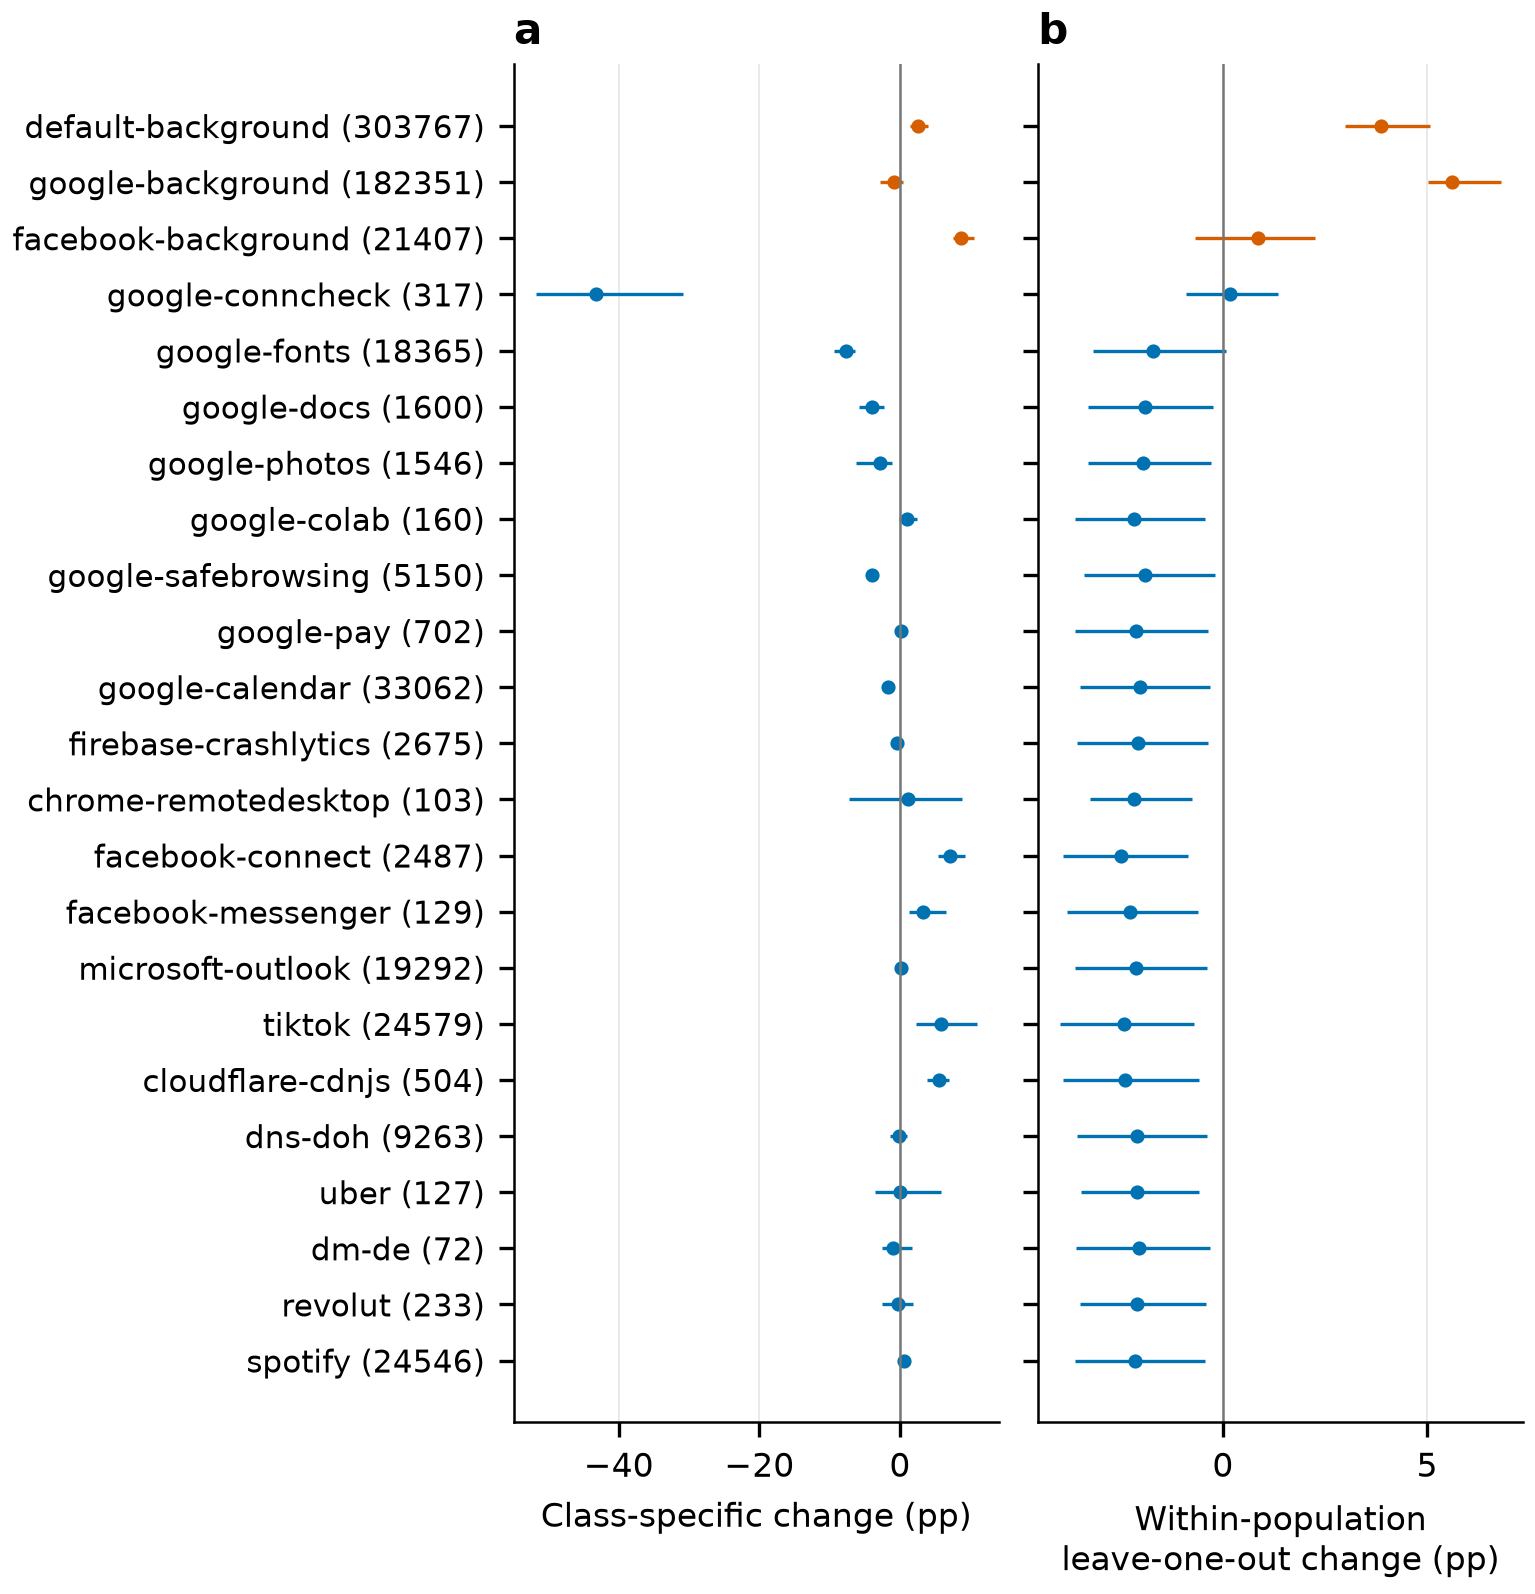 a
b
default-background (303767)
google-background (182351)
facebook-background (21407)
google-conncheck (317)
google-fonts (18365)
google-docs (1600)
google-photos (1546)
google-colab (160)
google-safebrowsing (5150)
google-pay (702)
google-calendar (33062)
firebase-crashlytics (2675)
chrome-remotedesktop (103)
facebook-connect (2487)
facebook-messenger (129)
microsoft-outlook (19292)
tiktok (24579)
cloudflare-cdnjs (504)
dns-doh (9263)
uber (127)
dm-de (72)
revolut (233)
spotify (24546)
−40 −20 0
Class-specific change (pp)
0 5
Within-population
leave-one-out change (pp)